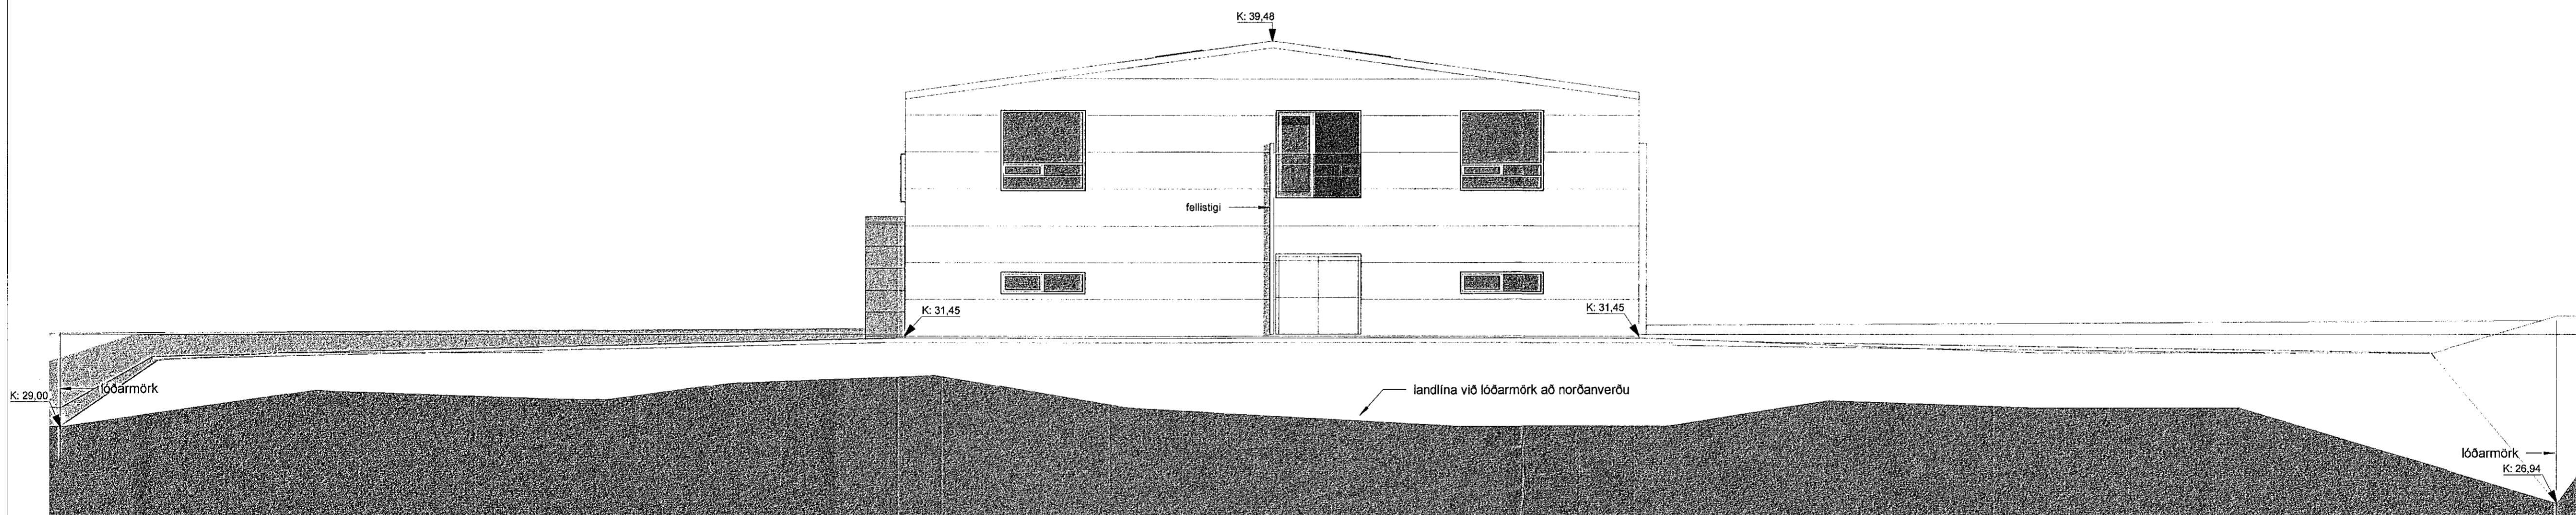 K: 39,48
fellistigi
K: 31,45
K: 31,45
lóðarmörk
K: 29,00
landlína við lóðarmörk að norðanverðu
lóðarmörk
K: 26,94